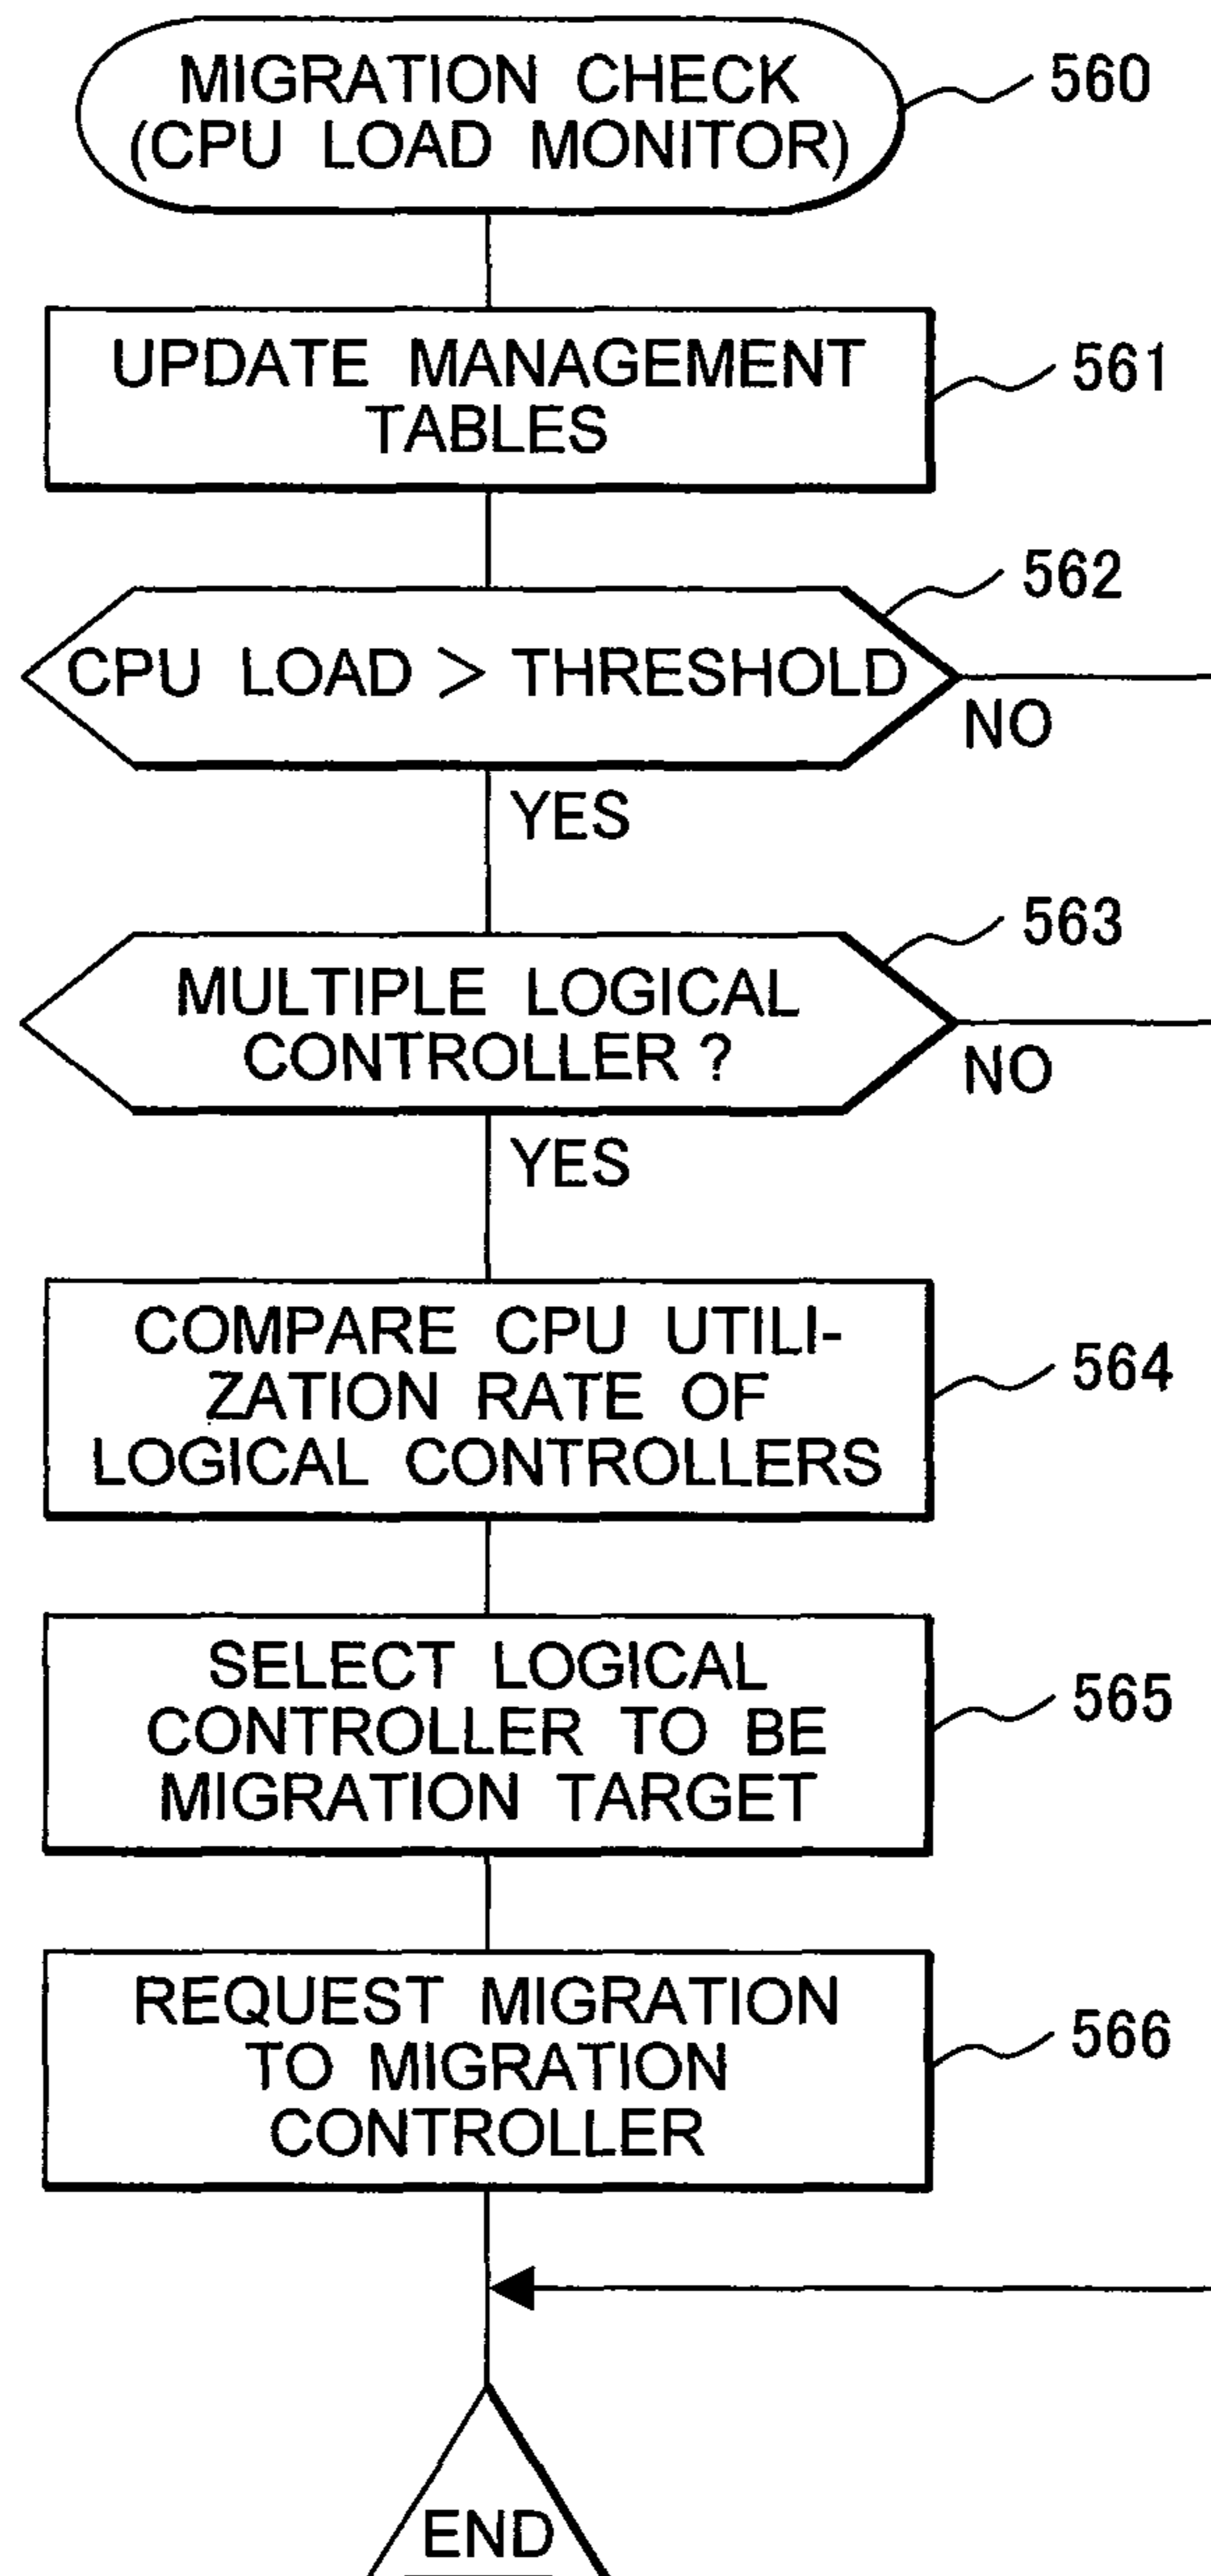 MIGRATION CHECK
(CPU LOAD MONITOR)
560
UPDATE MANAGEMENT
TABLES
561
562
CPU LOAD > THRESHOLD
NO
YES
563
MULTIPLE LOGICAL
CONTROLLER ?
NO
YES
COMPARE CPU UTILI-
ZATION RATE OF
LOGICAL CONTROLLERS
564
SELECT LOGICAL
CONTROLLER TO BE
MIGRATION TARGET
565
REQUEST MIGRATION
TO MIGRATION
CONTROLLER
566
END